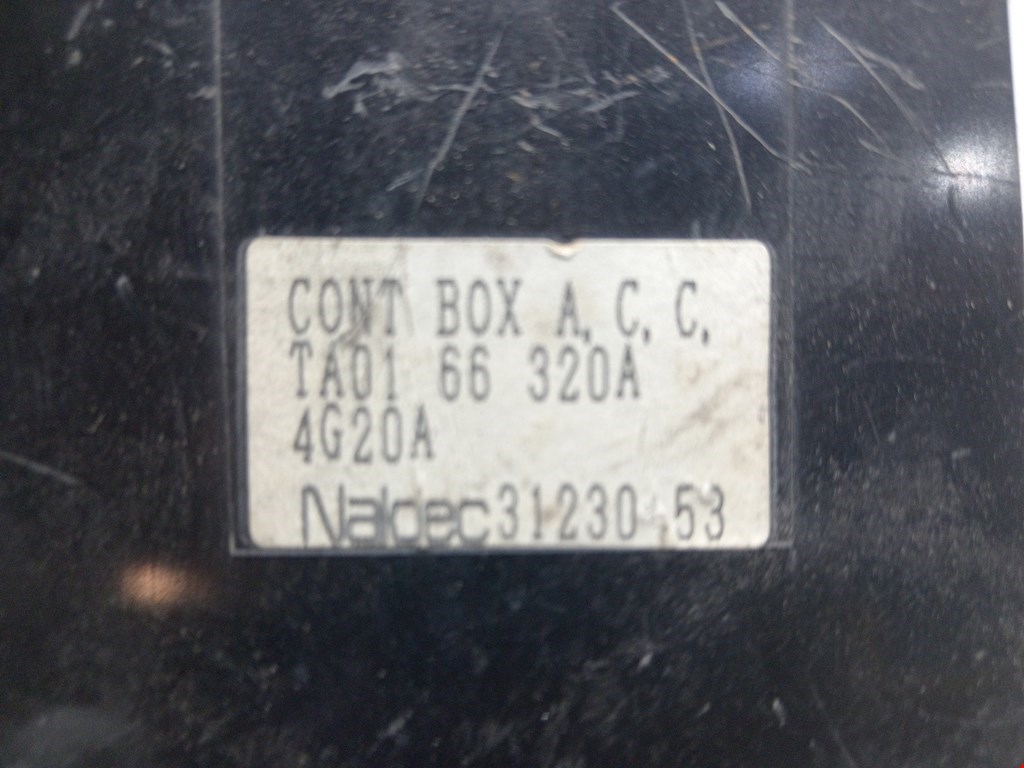 CONT BOX A.C.C.
TA01 66 320A
4G20A
Naldec 31230 53